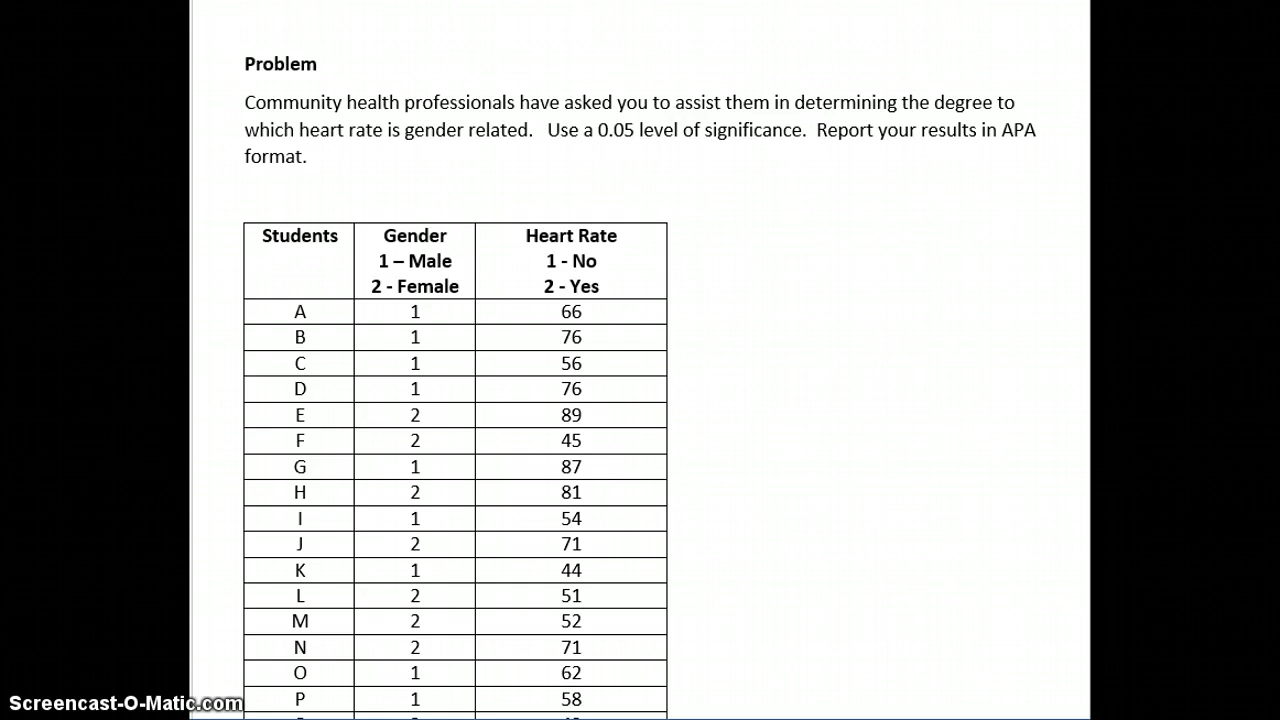 Problem
Community health professionals have asked you to assist them in determining the degree to
which heart rate is gender related. Use a 0.05 level of significance. Report your results in APA
format.
Students Gender Heart Rate
1 – Male 1 - No
2 - Female 2 - Yes
A 1 66
B 1 76
C 1 56
D 1 76
E 2 89
F 2 45
G 1 87
H 2 81
I 1 54
J 2 71
K 1 44
L 2 51
M 2 52
N 2 71
O 1 62
P 1 58
Screencast-O-Matic.com